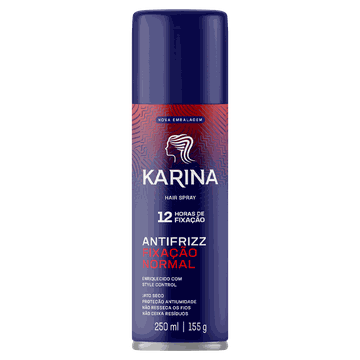 NOVA EMBALAGEM
KARINA
HAIR SPRAY
12 HORAS DE
FIXAÇÃO
ANTIFRIZZ
FIXAÇÃO
NORMAL
ENRIQUECIDO COM
STYLE CONTROL
JATO SECO
PROTEÇÃO ANTIUMIDADE
NÃO RESSECA OS FIOS
NÃO DEIXA RESÍDUOS
250 ml | 155 g